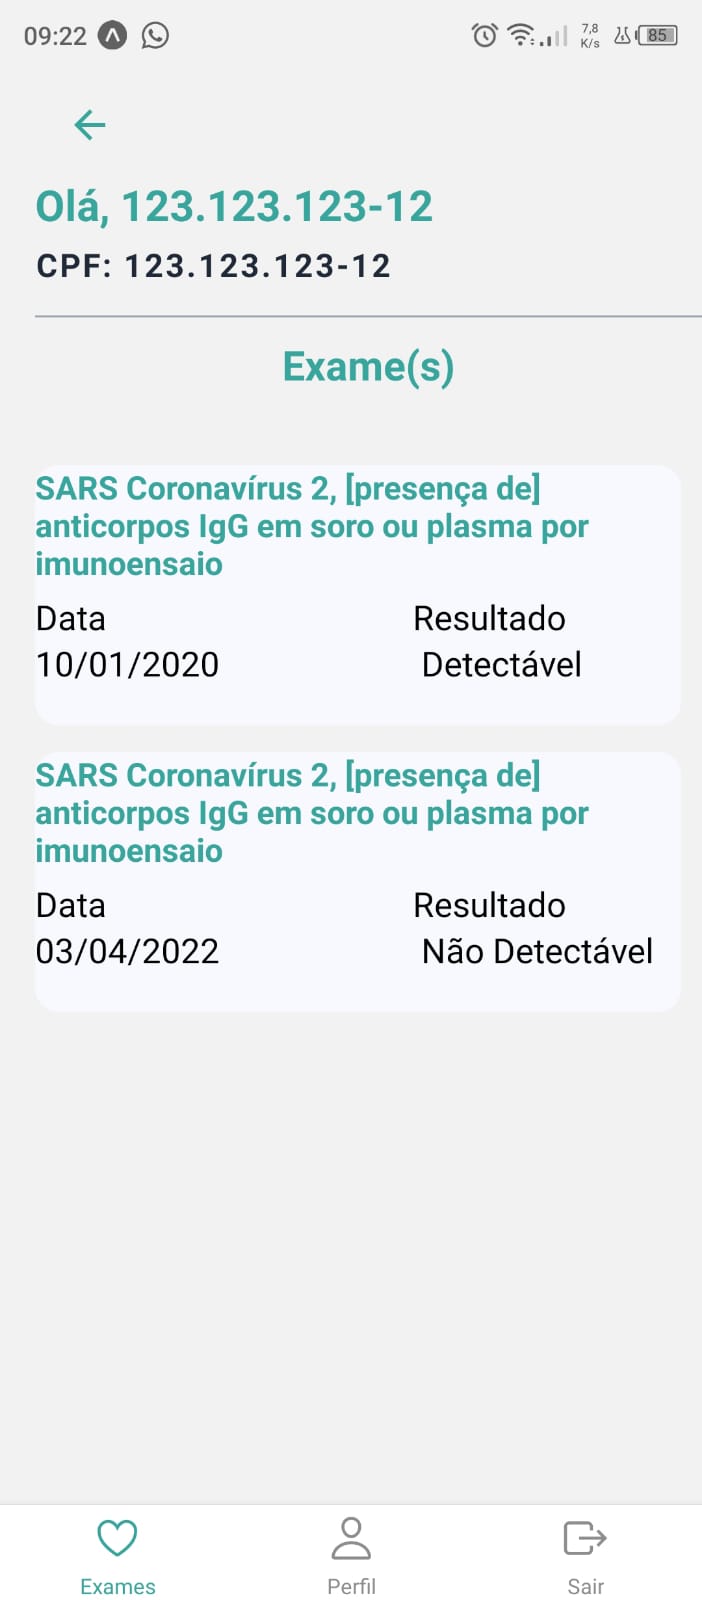 09:22
7,8
K/s
85
Olá, 123.123.123-12
CPF: 123.123.123-12
Exame(s)
SARS Coronavírus 2, [presença de]
anticorpos IgG em soro ou plasma por
imunoensaio
Data Resultado
10/01/2020 Detectável
SARS Coronavírus 2, [presença de]
anticorpos IgG em soro ou plasma por
imunoensaio
Data Resultado
03/04/2022 Não Detectável
Exames Perfil Sair